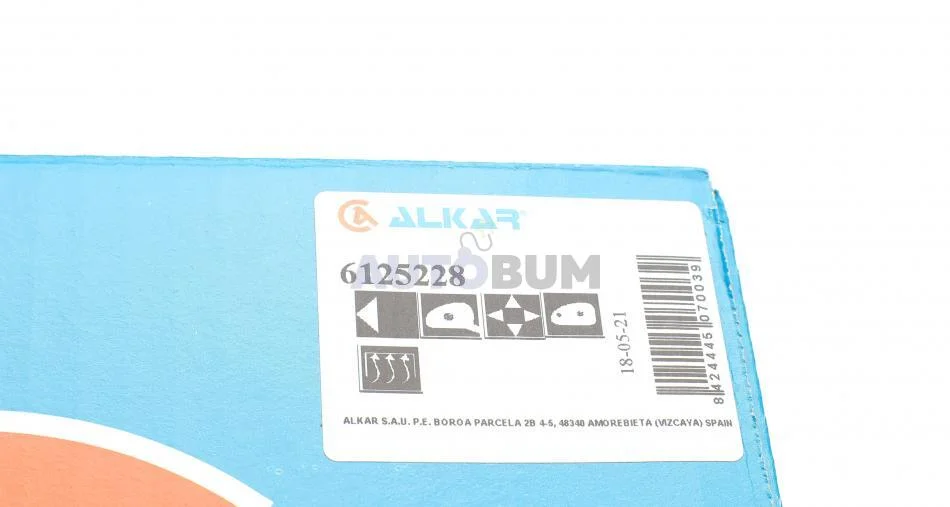 ALKAR
6125228
AUTOBUM
18-05-21
8424445070039
ALKAR S.A.U. P.E. BOROA PARCELA 2B 4-5, 48340 AMOREBIETA (VIZCAYA) SPAIN